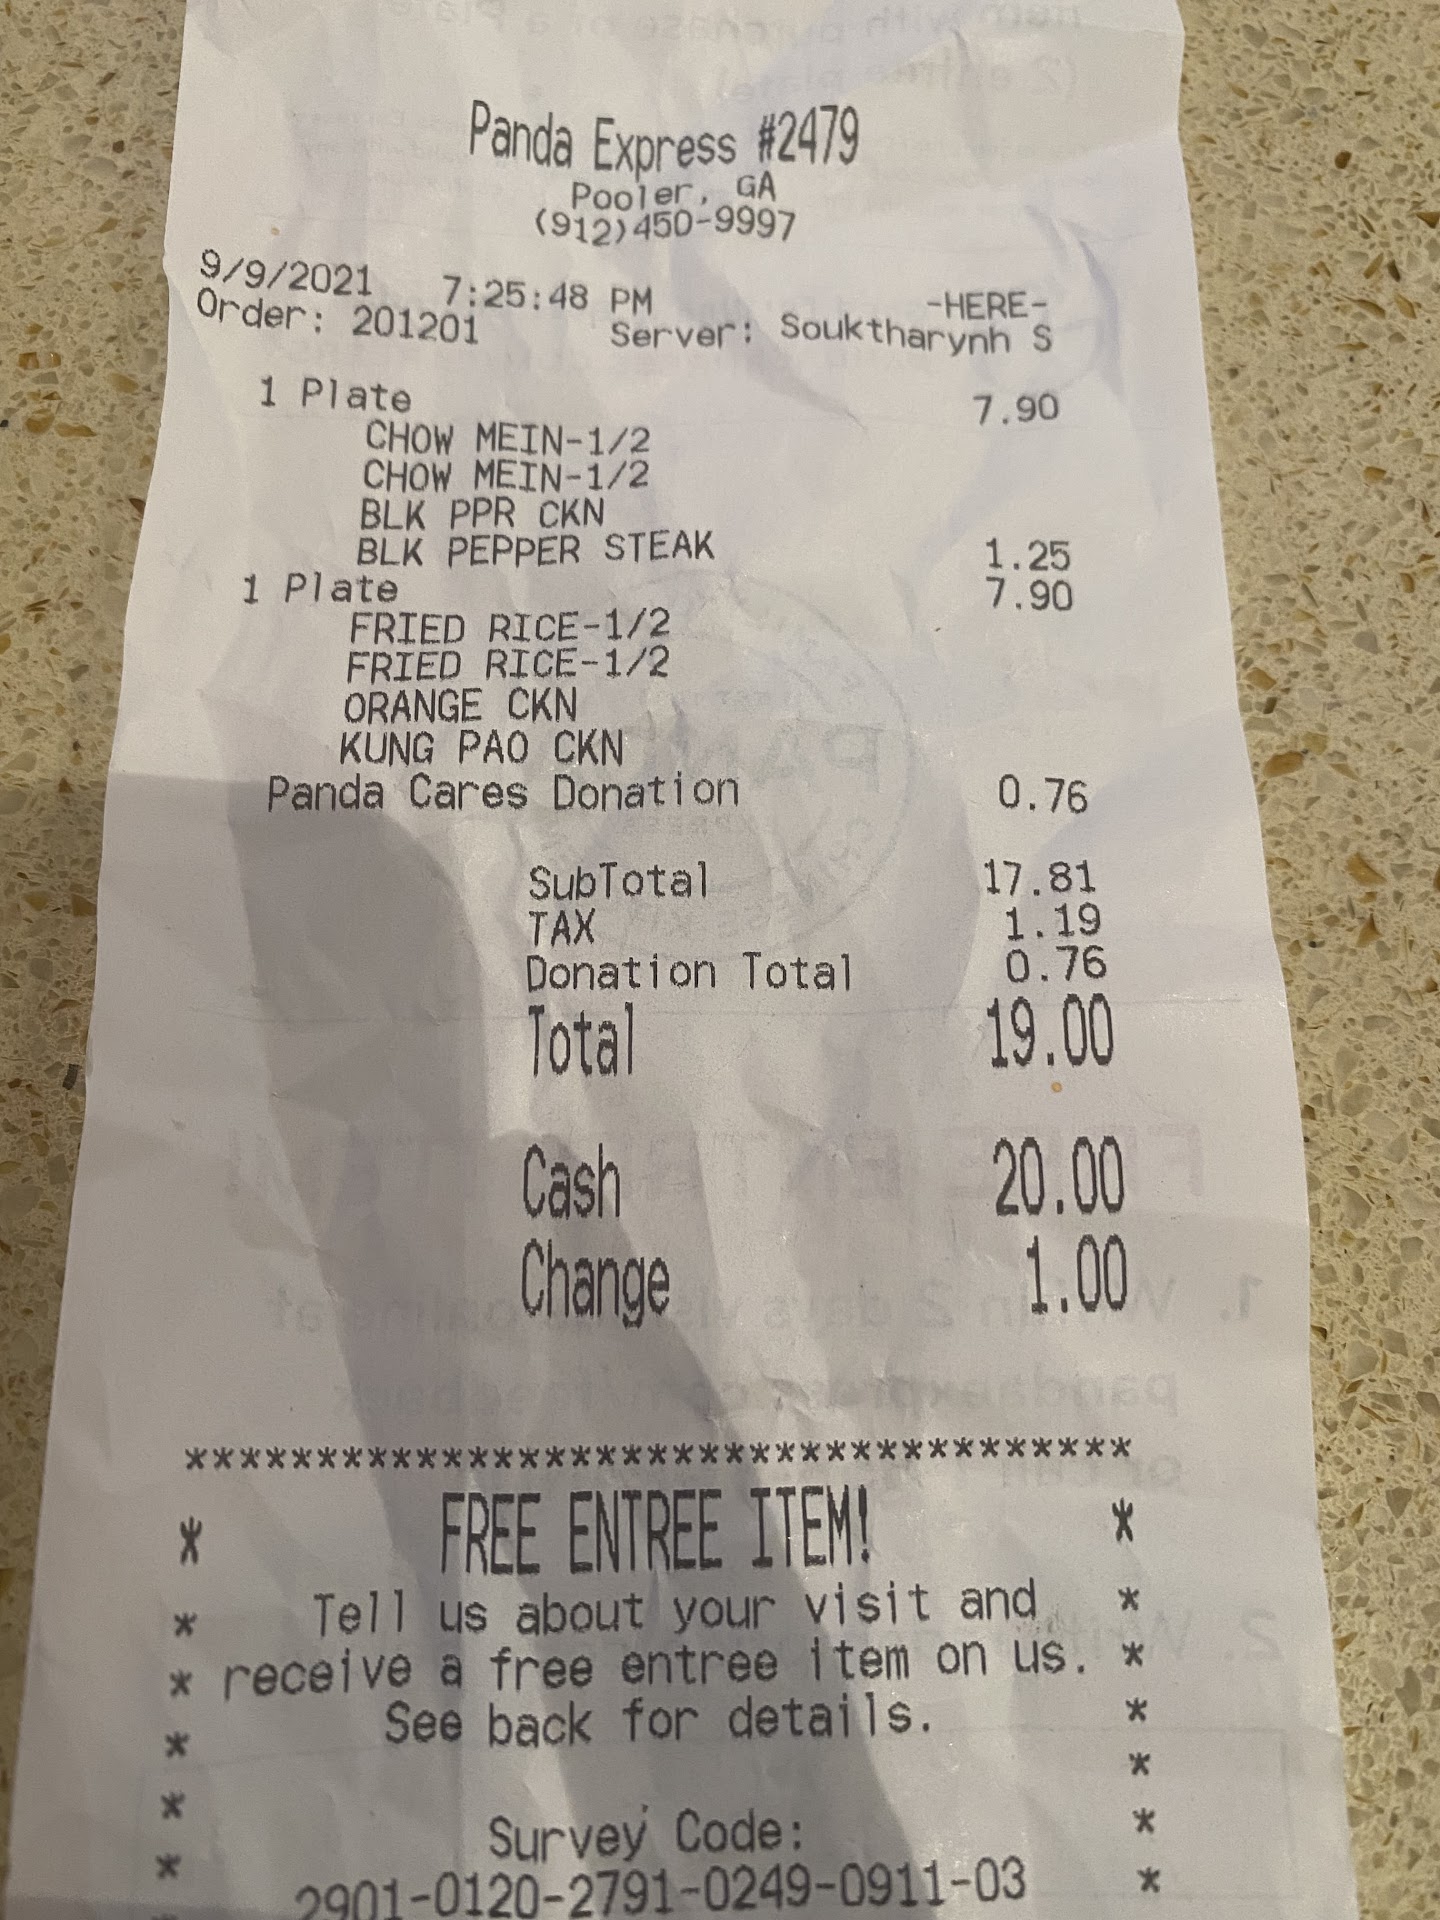 Panda Express #2479
Pooler, GA
(912)450-9997
9/9/2021 7:25:48 PM -HERE-
Order: 201201 Server: Souktharynh S
1 Plate 7.90
CHOW MEIN-1/2
CHOW MEIN-1/2
BLK PPR CKN
BLK PEPPER STEAK 1.25
1 Plate 7.90
FRIED RICE-1/2
FRIED RICE-1/2
ORANGE CKN
KUNG PAO CKN
Panda Cares Donation 0.76
SubTotal 17.81
TAX 1.19
Donation Total 0.76
Total 19.00
Cash 20.00
Change 1.00
*************************************
* FREE ENTREE ITEM! *
* Tell us about your visit and *
* receive a free entree item on us. *
* See back for details. *
* *
* Survey Code: *
* 2901-0120-2791-0249-0911-03 *